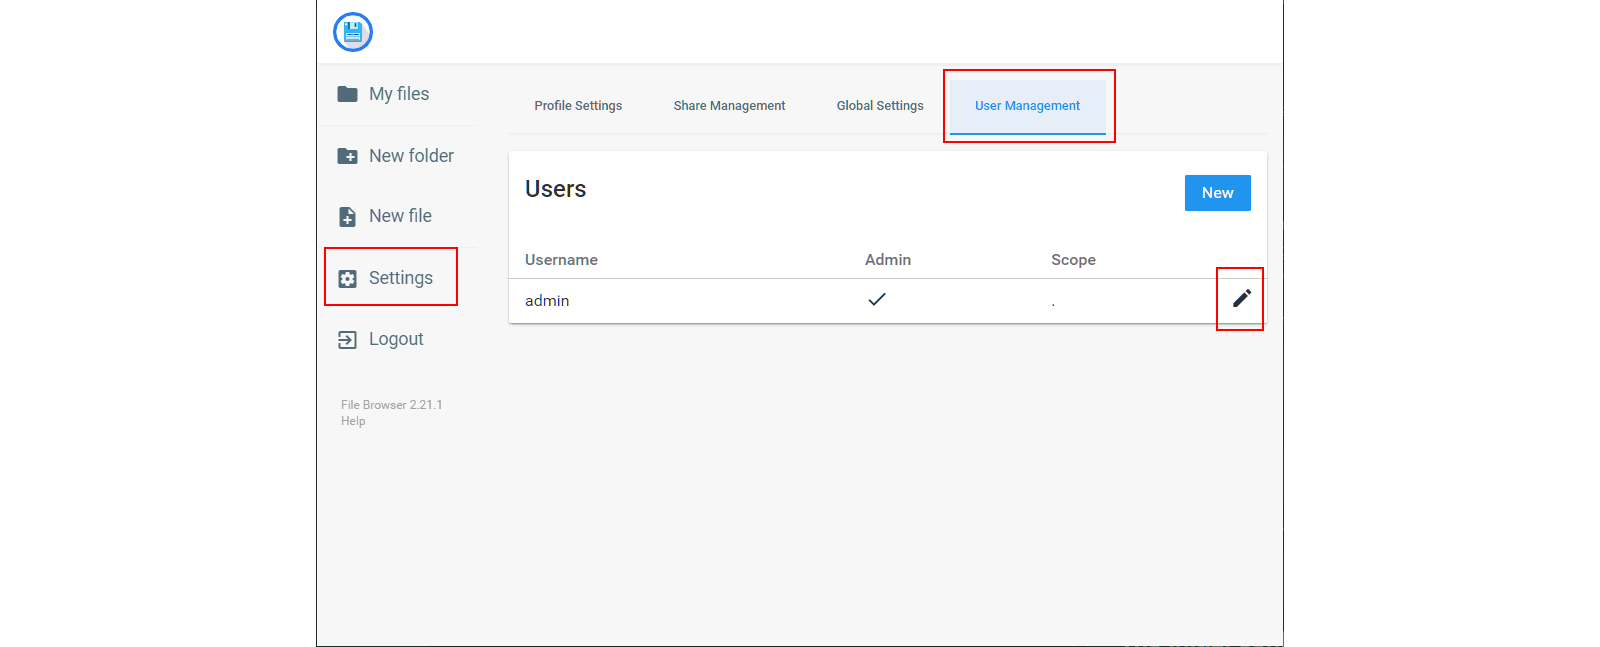 My files
New folder
New file
Settings
Logout
File Browser 2.21.1
Help
Profile Settings
Share Management
Global Settings
User Management
Users
New
Username Admin Scope
admin .